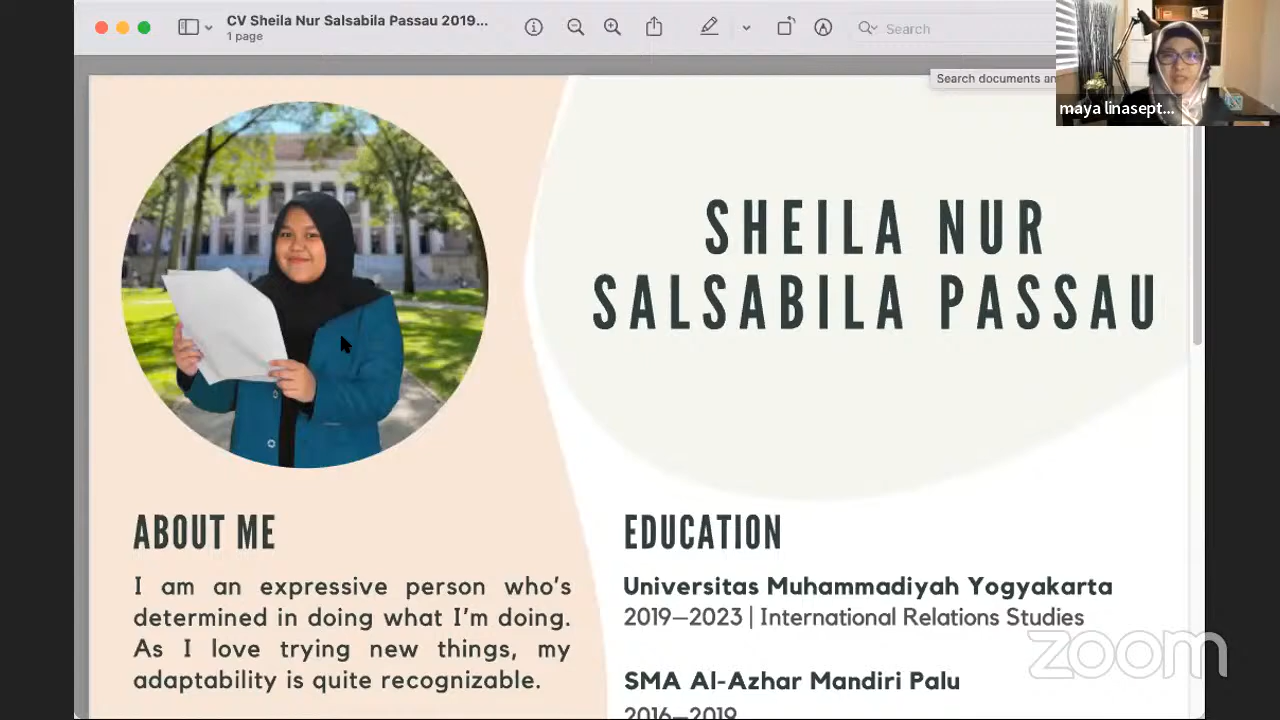 CV Sheila Nur Salsabila Passau 2019...
1 page
Search
Search documents an
maya linasept...
SHEILA NUR
SALSABILA PASSAU
ABOUT ME
I am an expressive person who's
determined in doing what I'm doing.
As I love trying new things, my
adaptability is quite recognizable.
EDUCATION
Universitas Muhammadiyah Yogyakarta
2019–2023 | International Relations Studies
SMA Al-Azhar Mandiri Palu
2016–2019
zoom